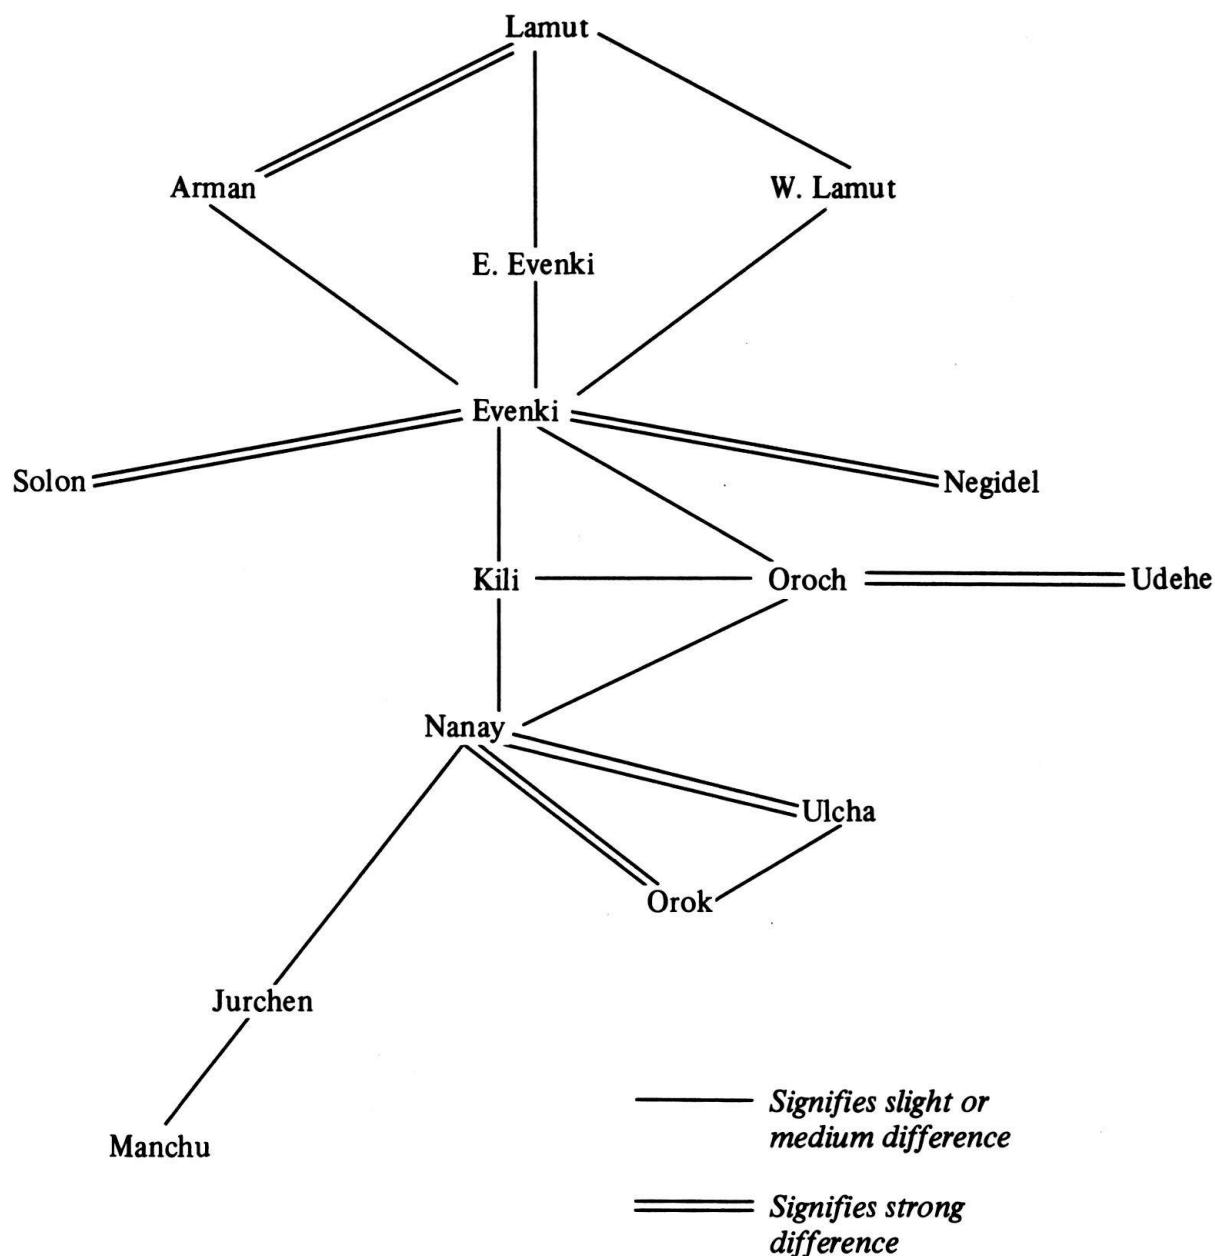 Lamut
Arman
W. Lamut
E. Evenki
Evenki
Solon
Negidel
Kili
Oroch
Udehe
Nanay
Ulcha
Orok
Jurchen
Manchu
Signifies slight or
medium difference
Signifies strong
difference